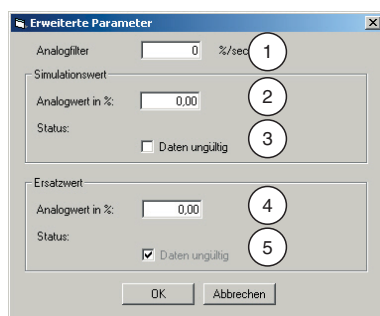 Erweiterte Parameter
Analogfilter 0 %/sec 1
Simulationswert
Analogwert in %: 0,00 2
Status: 3
Daten ungültig
Ersatzwert
Analogwert in %: 0,00 4
Status: 5
Daten ungültig
OK Abbrechen